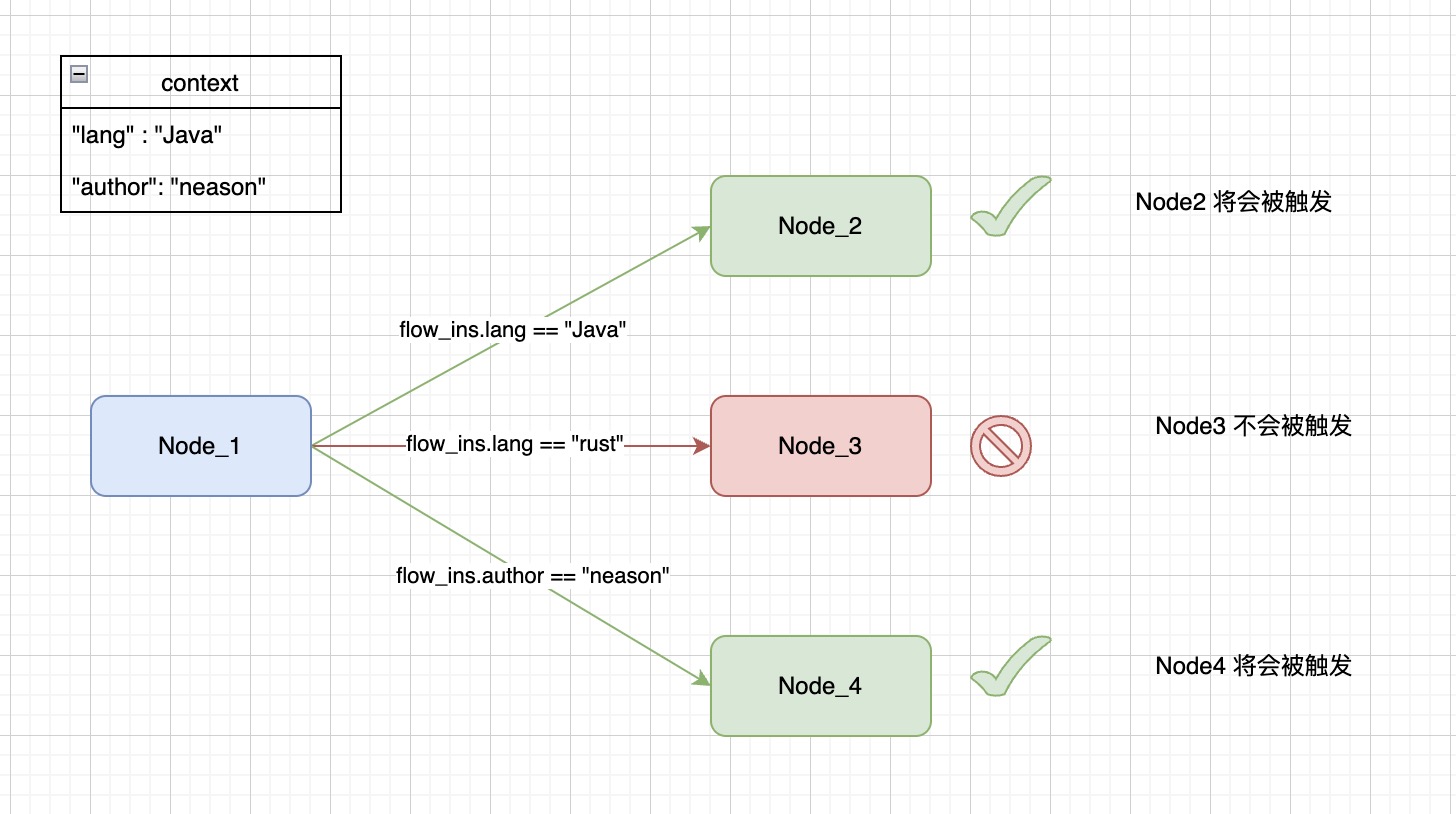 context
"lang" : "Java"
"author": "neason"
Node_2
Node2 将会被触发
flow_ins.lang == "Java"
Node_1
flow_ins.lang == "rust"
Node_3
Node3 不会被触发
flow_ins.author == "neason"
Node_4
Node4 将会被触发